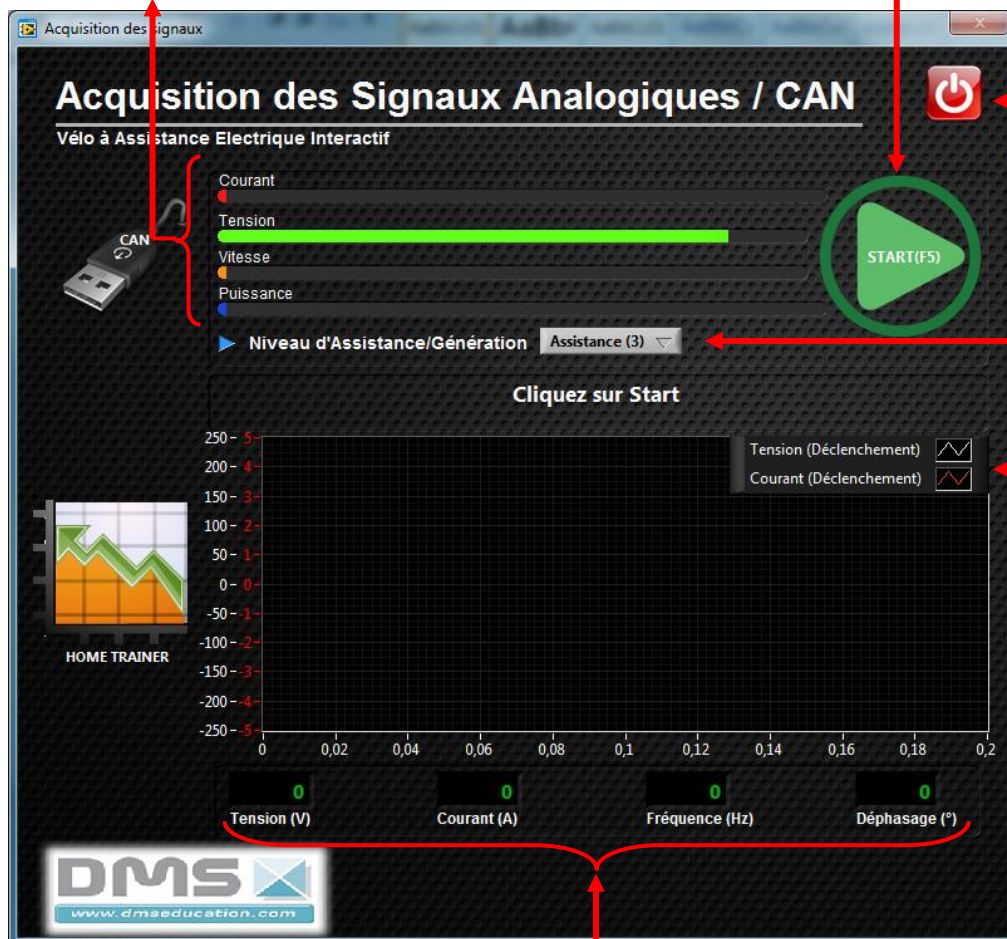 Acquisition des signaux
Acquisition des Signaux Analogiques / CAN
Vélo à Assistance Electrique Interactif
Courant
Tension
CAN
Vitesse
START(F5)
Puissance
Niveau d'Assistance/Génération Assistance (3)
Cliquez sur Start
250 5
Tension (Déclenchement)
200 4
Courant (Déclenchement)
150 3
100 2
50 1
0 0
-50 -1
-100 -2
HOME TRAINER
-150 -3
-200 -4
-250 -5
0 0,02 0,04 0,06 0,08 0,1 0,12 0,14 0,16 0,18 0,2
0 0 0 0
Tension (V) Courant (A) Fréquence (Hz) Déphasage (°)
DMS
www.dmseducation.com